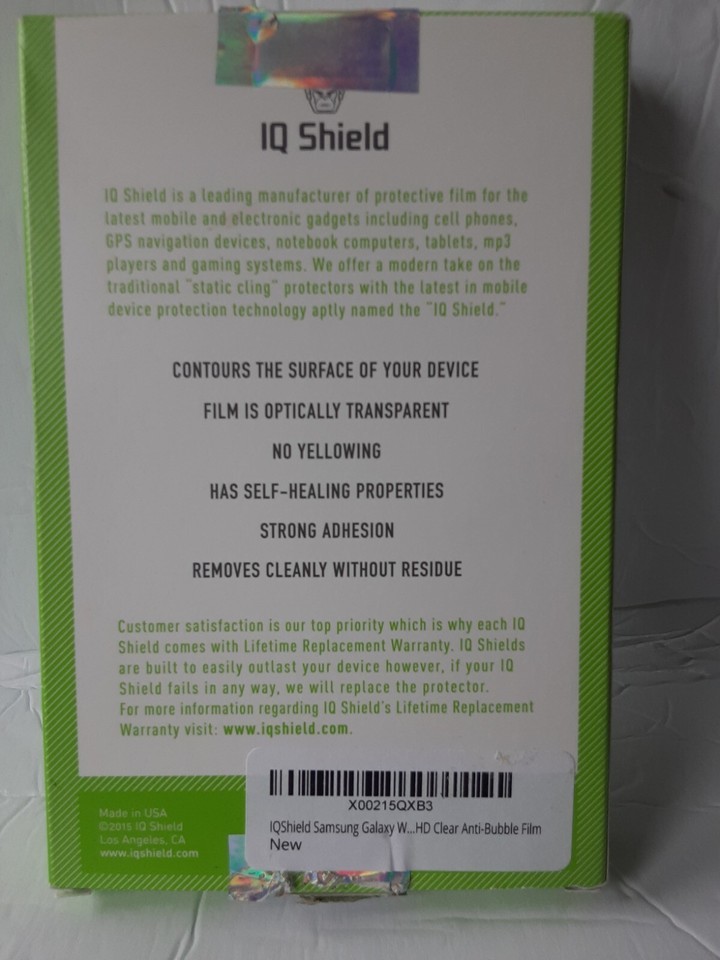 IQ Shield
IQ Shield is a leading manufacturer of protective film for the
latest mobile and electronic gadgets including cell phones,
GPS navigation devices, notebook computers, tablets, mp3
players and gaming systems. We offer a modern take on the
traditional "static cling" protectors with the latest in mobile
device protection technology aptly named the "IQ Shield."
CONTOURS THE SURFACE OF YOUR DEVICE
FILM IS OPTICALLY TRANSPARENT
NO YELLOWING
HAS SELF-HEALING PROPERTIES
STRONG ADHESION
REMOVES CLEANLY WITHOUT RESIDUE
Customer satisfaction is our top priority which is why each IQ
Shield comes with Lifetime Replacement Warranty. IQ Shields
are built to easily outlast your device however, if your IQ
Shield fails in any way, we will replace the protector.
For more information regarding IQ Shield's Lifetime Replacement
Warranty visit: www.iqshield.com.
Made in USA
©2015 IQ Shield
Los Angeles, CA
www.iqshield.com
X00215QXB3
IQShield Samsung Galaxy W...HD Clear Anti-Bubble Film
New